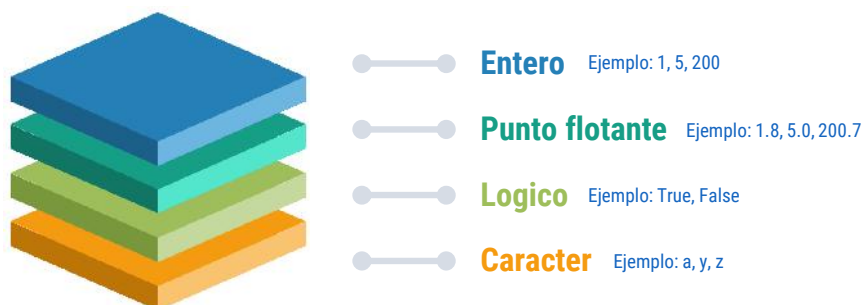 Entero Ejemplo: 1, 5, 200
Punto flotante Ejemplo: 1.8, 5.0, 200.7
Logico Ejemplo: True, False
Caracter Ejemplo: a, y, z